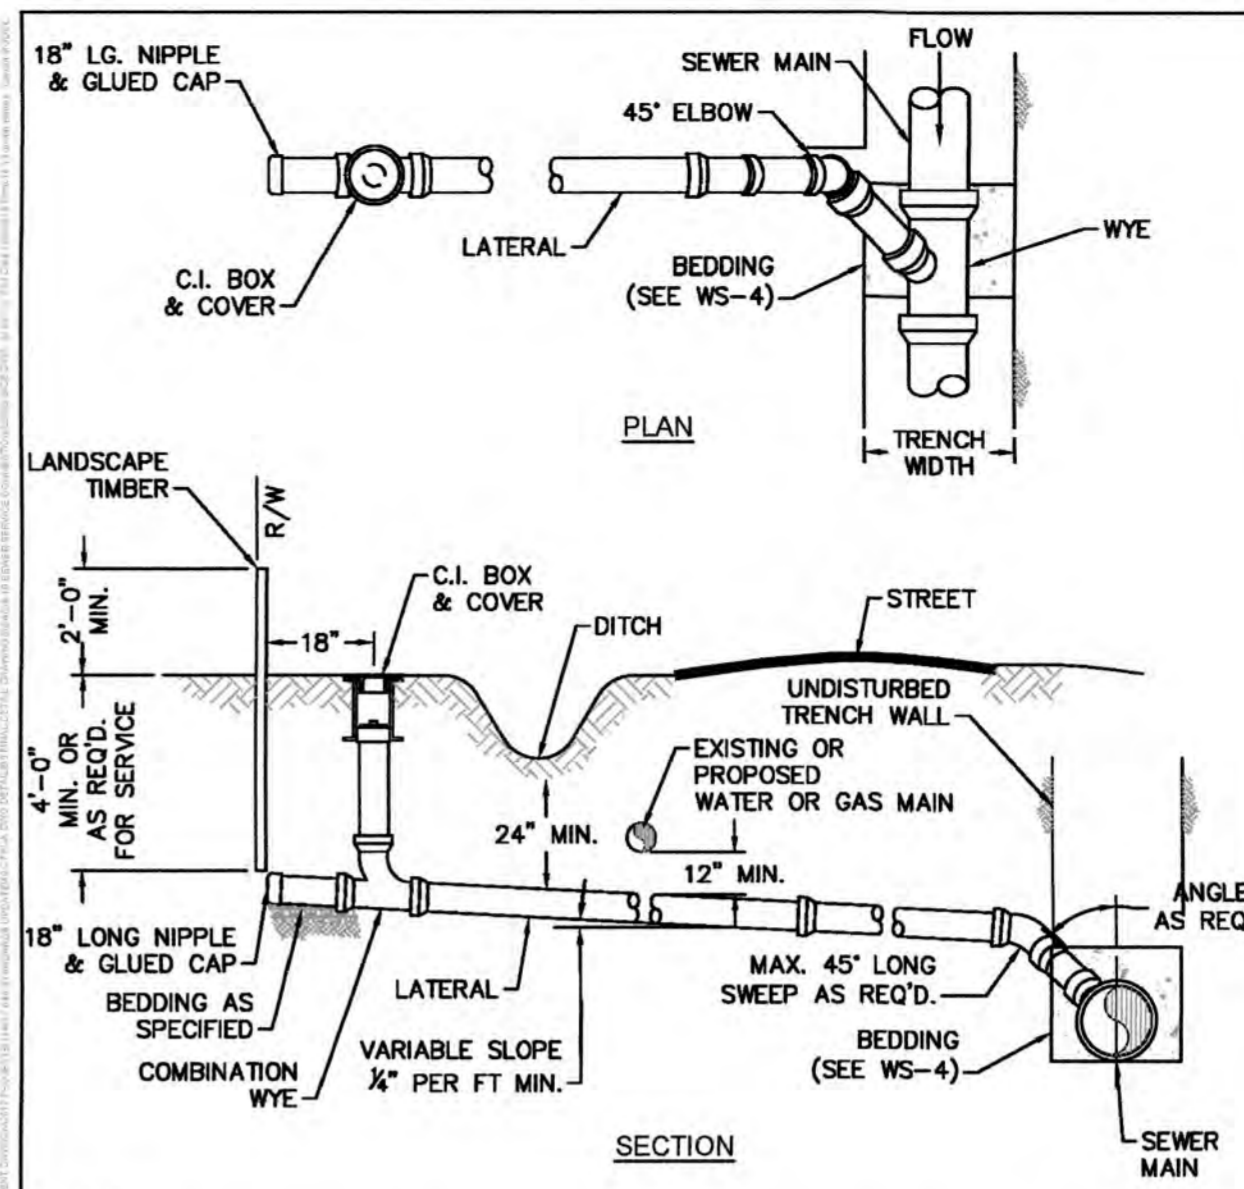 18" LG. NIPPLE
& GLUED CAP
C.I. BOX
& COVER
LATERAL
SEWER MAIN
45° ELBOW
FLOW
WYE
BEDDING
(SEE WS-4)
PLAN
TRENCH
WIDTH
LANDSCAPE
TIMBER
R/W
2'-0"
MIN.
4'-0"
MIN. OR
AS REQ'D.
FOR SERVICE
18"
C.I. BOX
& COVER
DITCH
STREET
UNDISTURBED
TRENCH WALL
EXISTING OR
PROPOSED
WATER OR GAS MAIN
24" MIN.
12" MIN.
ANGLE
AS REQ
18" LONG NIPPLE
& GLUED CAP
BEDDING AS
SPECIFIED
COMBINATION
WYE
LATERAL
VARIABLE SLOPE
¼" PER FT MIN.
MAX. 45° LONG
SWEEP AS REQ'D.
BEDDING
(SEE WS-4)
SEWER
MAIN
SECTION